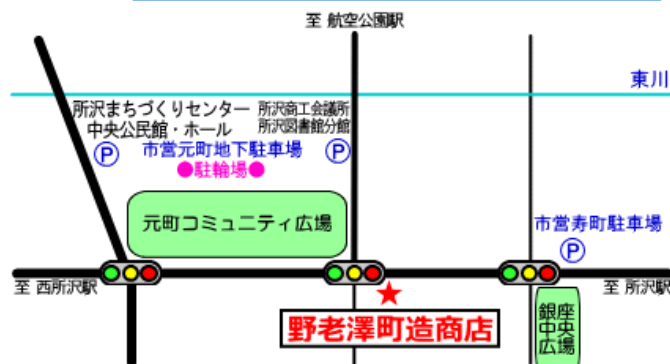 至 航空公園駅
東川
所沢まちづくりセンター
中央公民館・ホール
所沢商工会議所
所沢図書館分館
P
市営元町地下駐車場
P
●駐輪場●
元町コミュニティ広場
市営寿町駐車場
P
至 西所沢駅
至 所沢駅
野老澤町造商店
銀座
中央
広場